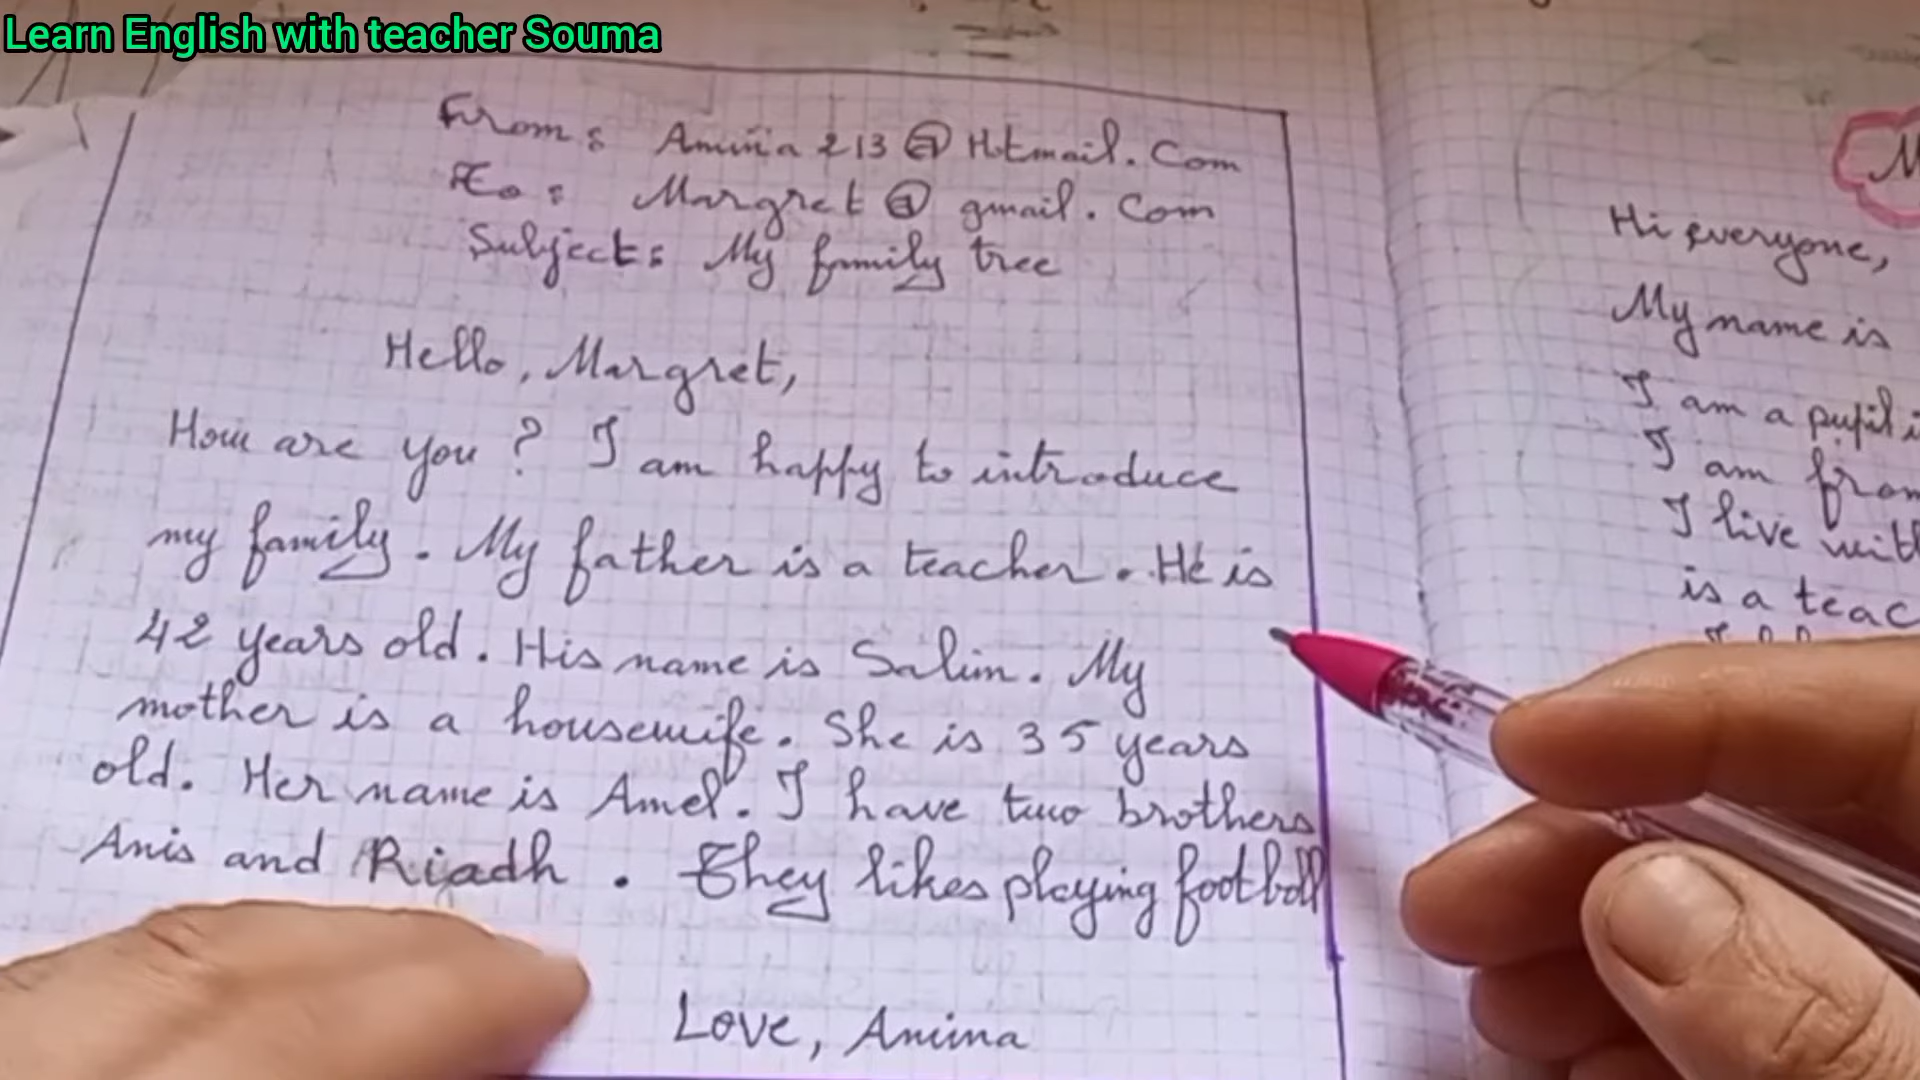 Learn English with teacher Souma
From: Amina213@Hotmail.Com
To: Margret@gmail.Com
Subject: My family tree
Hello, Margret,
How are you? I am happy to introduce
my family. My father is a teacher. He is
42 years old. His name is Salim. My
mother is a housewife. She is 35 years
old. Her name is Amel. I have two brothers
Anis and Riadh. They likes playing football
Love, Amina
Hi everyone,
My name is
I am a pupil
I am from
I live with
is a teac